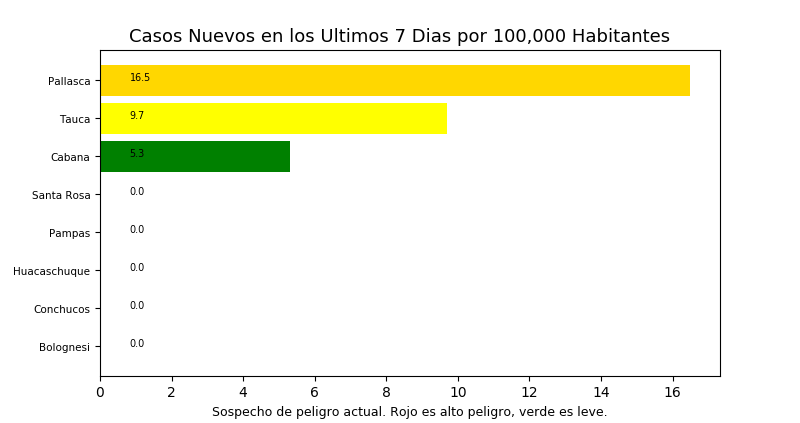 Casos Nuevos en los Ultimos 7 Dias por 100,000 Habitantes
Pallasca 16.5
Tauca 9.7
Cabana 5.3
Santa Rosa 0.0
Pampas 0.0
Huacaschuque 0.0
Conchucos 0.0
Bolognesi 0.0
0 2 4 6 8 10 12 14 16
Sospecho de peligro actual. Rojo es alto peligro, verde es leve.